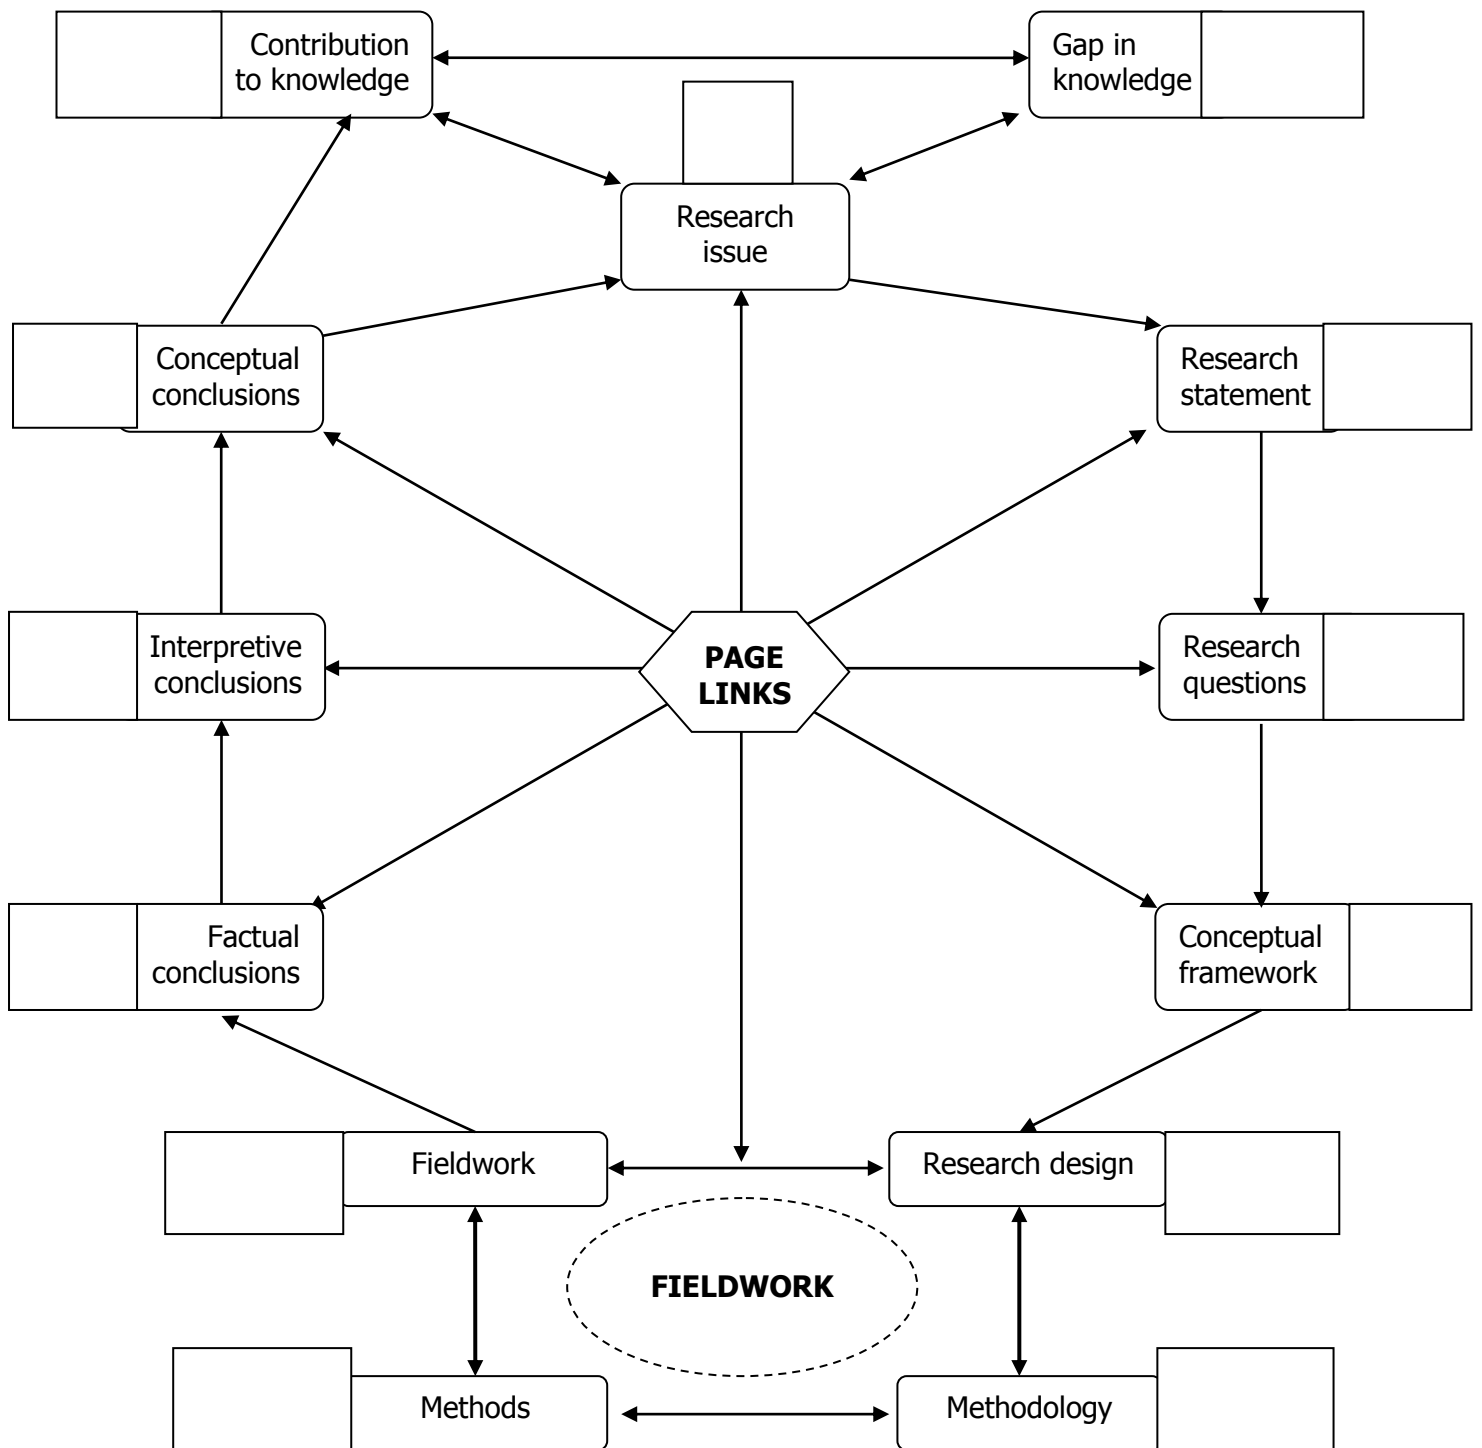 Contribution
to knowledge
Gap in
knowledge
Research
issue
Conceptual
conclusions
Research
statement
Interpretive
conclusions
PAGE
LINKS
Research
questions
Factual
conclusions
Conceptual
framework
Fieldwork
Research design
FIELDWORK
Methods
Methodology